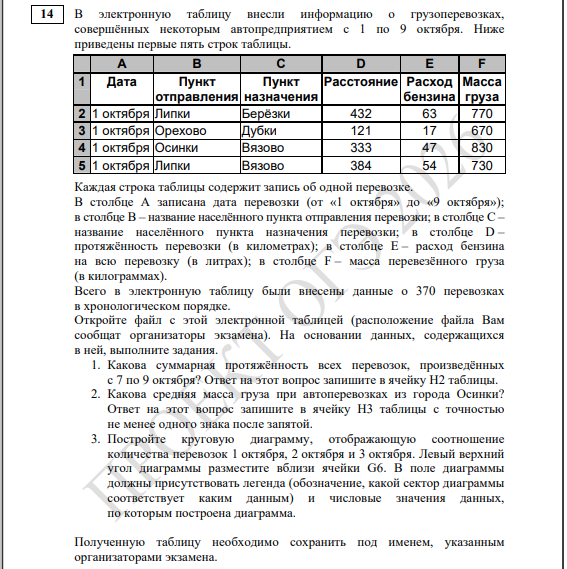 14 В электронную таблицу внесли информацию о грузоперевозках,
совершённых некоторым автопредприятием с 1 по 9 октября. Ниже
приведены первые пять строк таблицы.
A B C D E F
1 Дата Пункт отправления Пункт назначения Расстояние Расход бензина Масса груза
2 1 октября Липки Берёзки 432 63 770
3 1 октября Орехово Дубки 121 17 670
4 1 октября Осинки Вязово 333 47 830
5 1 октября Липки Вязово 384 54 730
Каждая строка таблицы содержит запись об одной перевозке.
В столбце A записана дата перевозки (от «1 октября» до «9 октября»);
в столбце B – название населённого пункта отправления перевозки; в столбце C –
название населённого пункта назначения перевозки; в столбце D –
протяжённость перевозки (в километрах); в столбце E – расход бензина
на всю перевозку (в литрах); в столбце F – масса перевезённого груза
(в килограммах).
Всего в электронную таблицу были внесены данные о 370 перевозках
в хронологическом порядке.
Откройте файл с этой электронной таблицей (расположение файла Вам
сообщат организаторы экзамена). На основании данных, содержащихся
в ней, выполните задания.
1. Какова суммарная протяжённость всех перевозок, произведённых
с 7 по 9 октября? Ответ на этот вопрос запишите в ячейку H2 таблицы.
2. Какова средняя масса груза при автоперевозках из города Осинки?
Ответ на этот вопрос запишите в ячейку H3 таблицы с точностью
не менее одного знака после запятой.
3. Постройте круговую диаграмму, отображающую соотношение
количества перевозок 1 октября, 2 октября и 3 октября. Левый верхний
угол диаграммы разместите вблизи ячейки G6. В поле диаграммы
должны присутствовать легенда (обозначение, какой сектор диаграммы
соответствует каким данным) и числовые значения данных,
по которым построена диаграмма.
Полученную таблицу необходимо сохранить под именем, указанным
организаторами экзамена.
ПРОЕКТ ОГЭ 2026